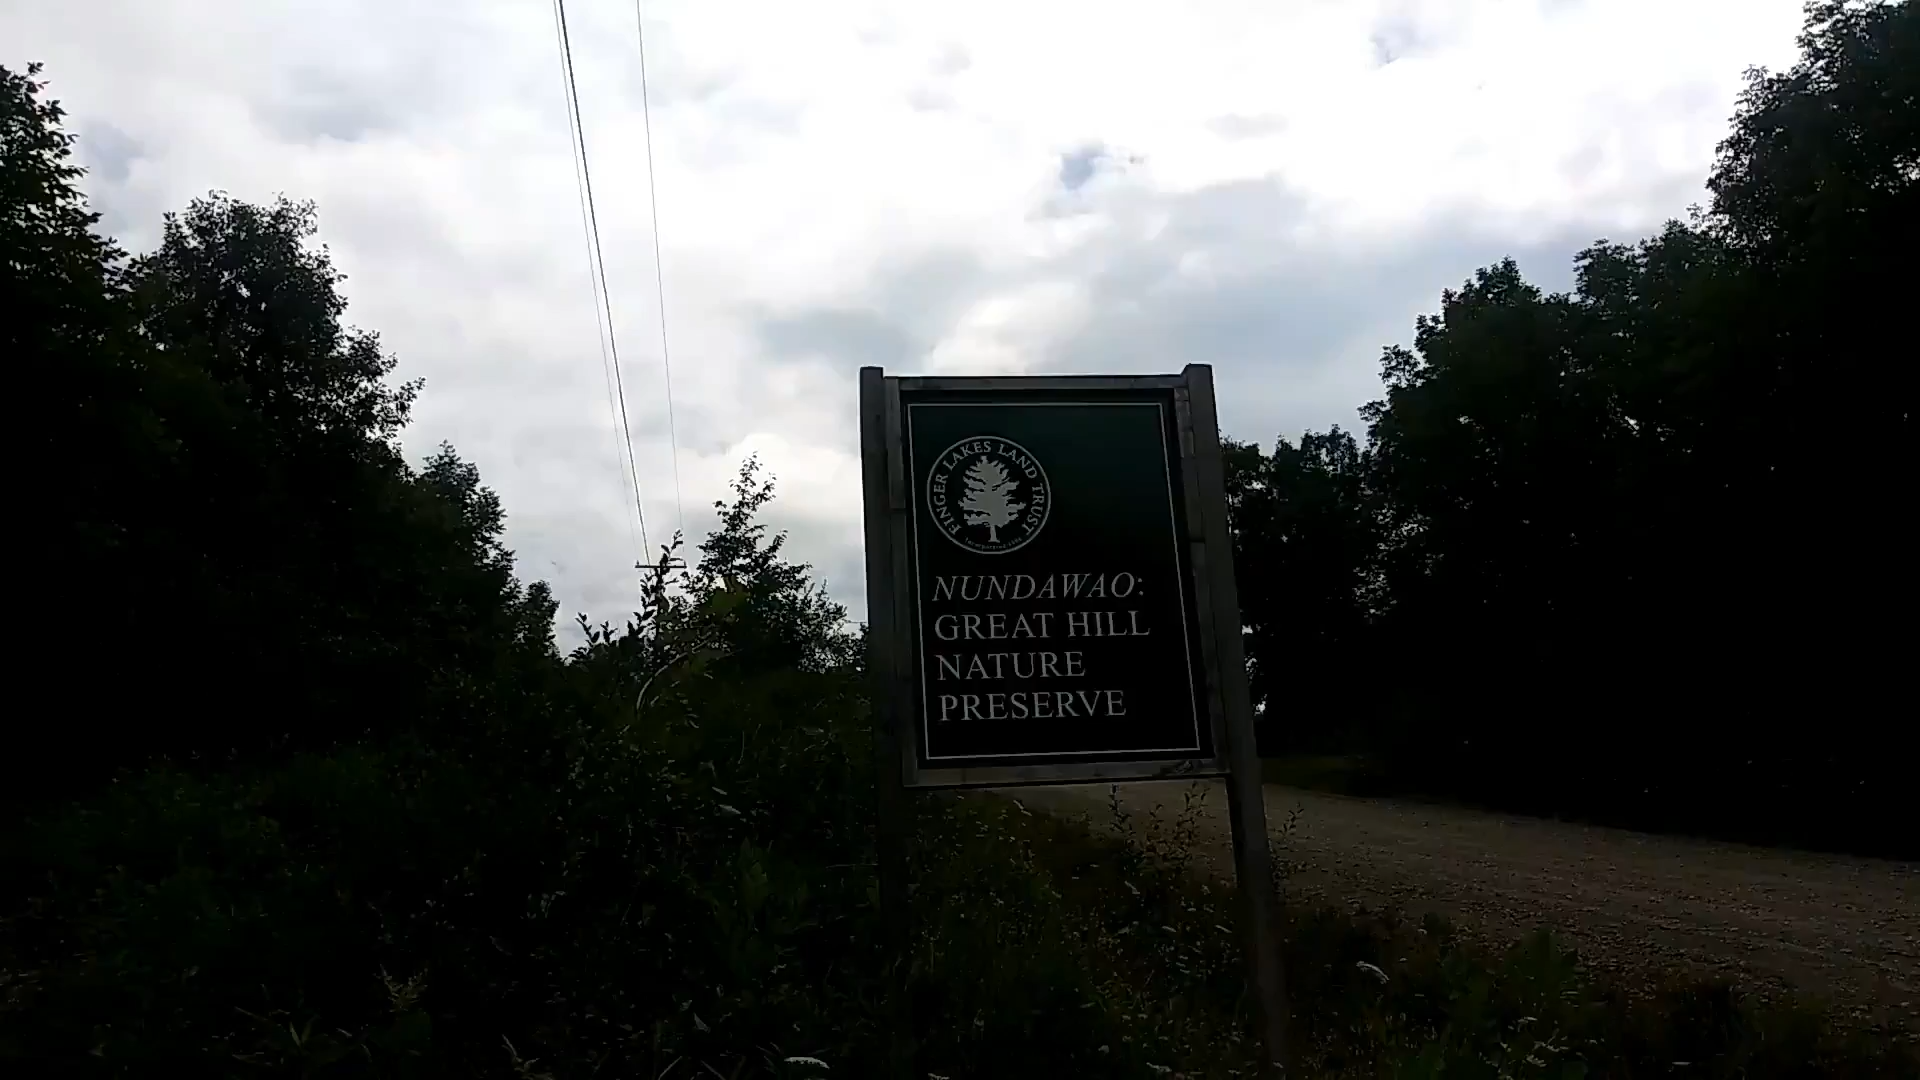 FINGER LAKES LAND TRUST
NUNDAWAO:
GREAT HILL
NATURE
PRESERVE